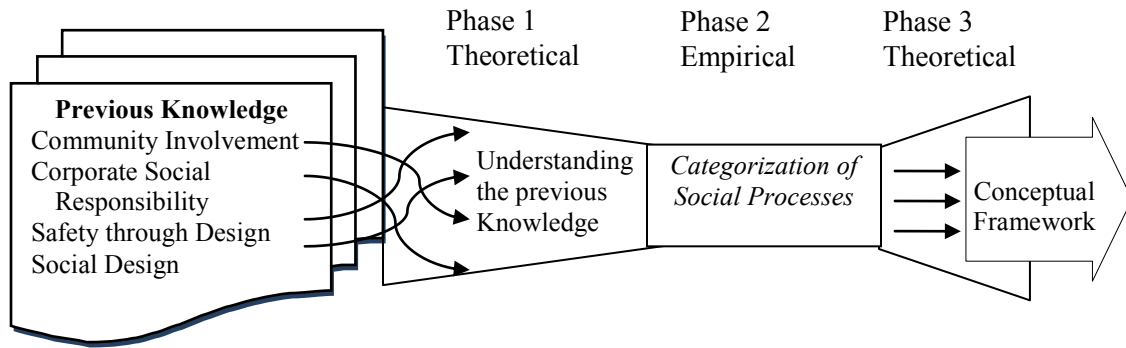 Phase 1
Theoretical
Phase 2
Empirical
Phase 3
Theoretical
Previous Knowledge
Community Involvement
Corporate Social
Responsibility
Safety through Design
Social Design
Understanding
the previous
Knowledge
Categorization of
Social Processes
Conceptual
Framework